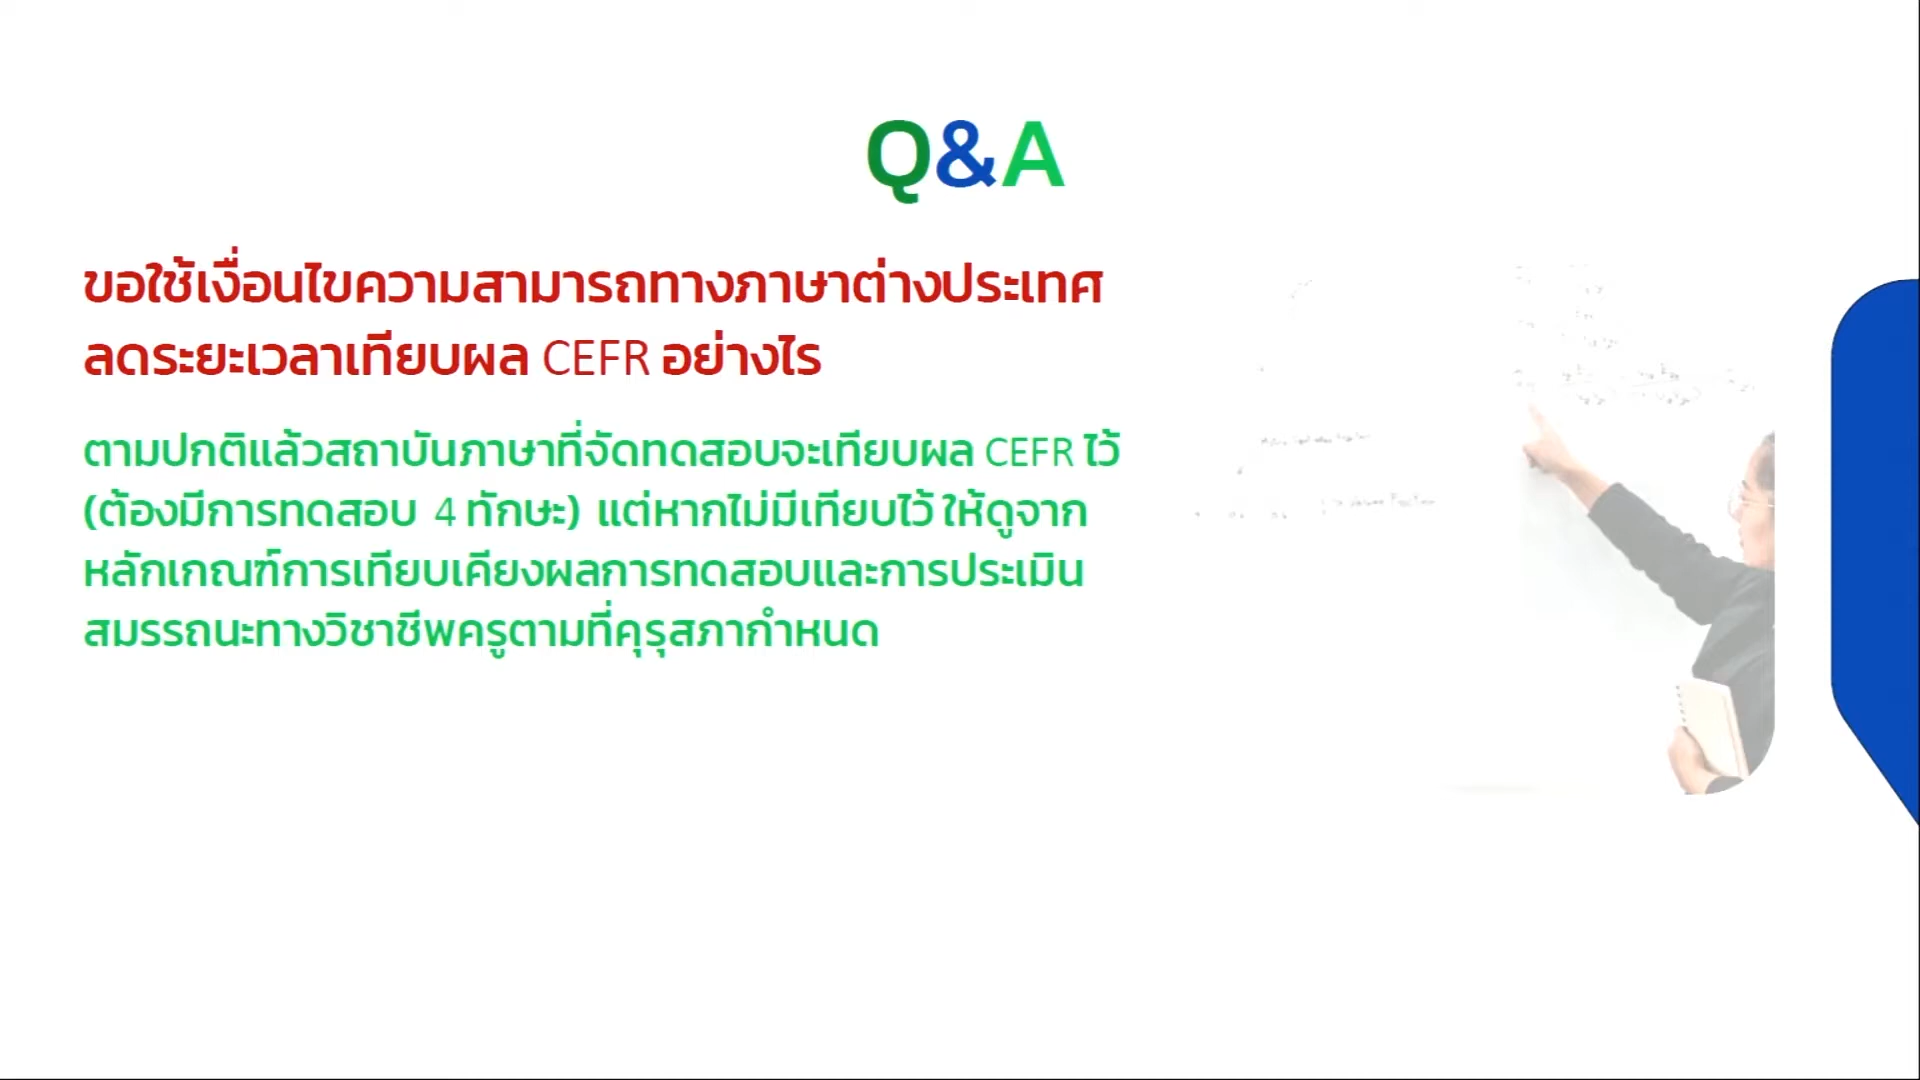 Q&A
ขอใช้เงื่อนไขความสามารถทางภาษาต่างประเทศ
ลดระยะเวลาเทียบผล CEFR อย่างไร
ตามปกติแล้วสถาบันภาษาที่จัดทดสอบจะเทียบผล CEFR ไว้
(ต้องมีการทดสอบ 4 ทักษะ) แต่หากไม่มีเทียบไว้ ให้ดูจาก
หลักเกณฑ์การเทียบเคียงผลการทดสอบและการประเมิน
สมรรถนะทางวิชาชีพครูตามที่คุรุสภากำหนด